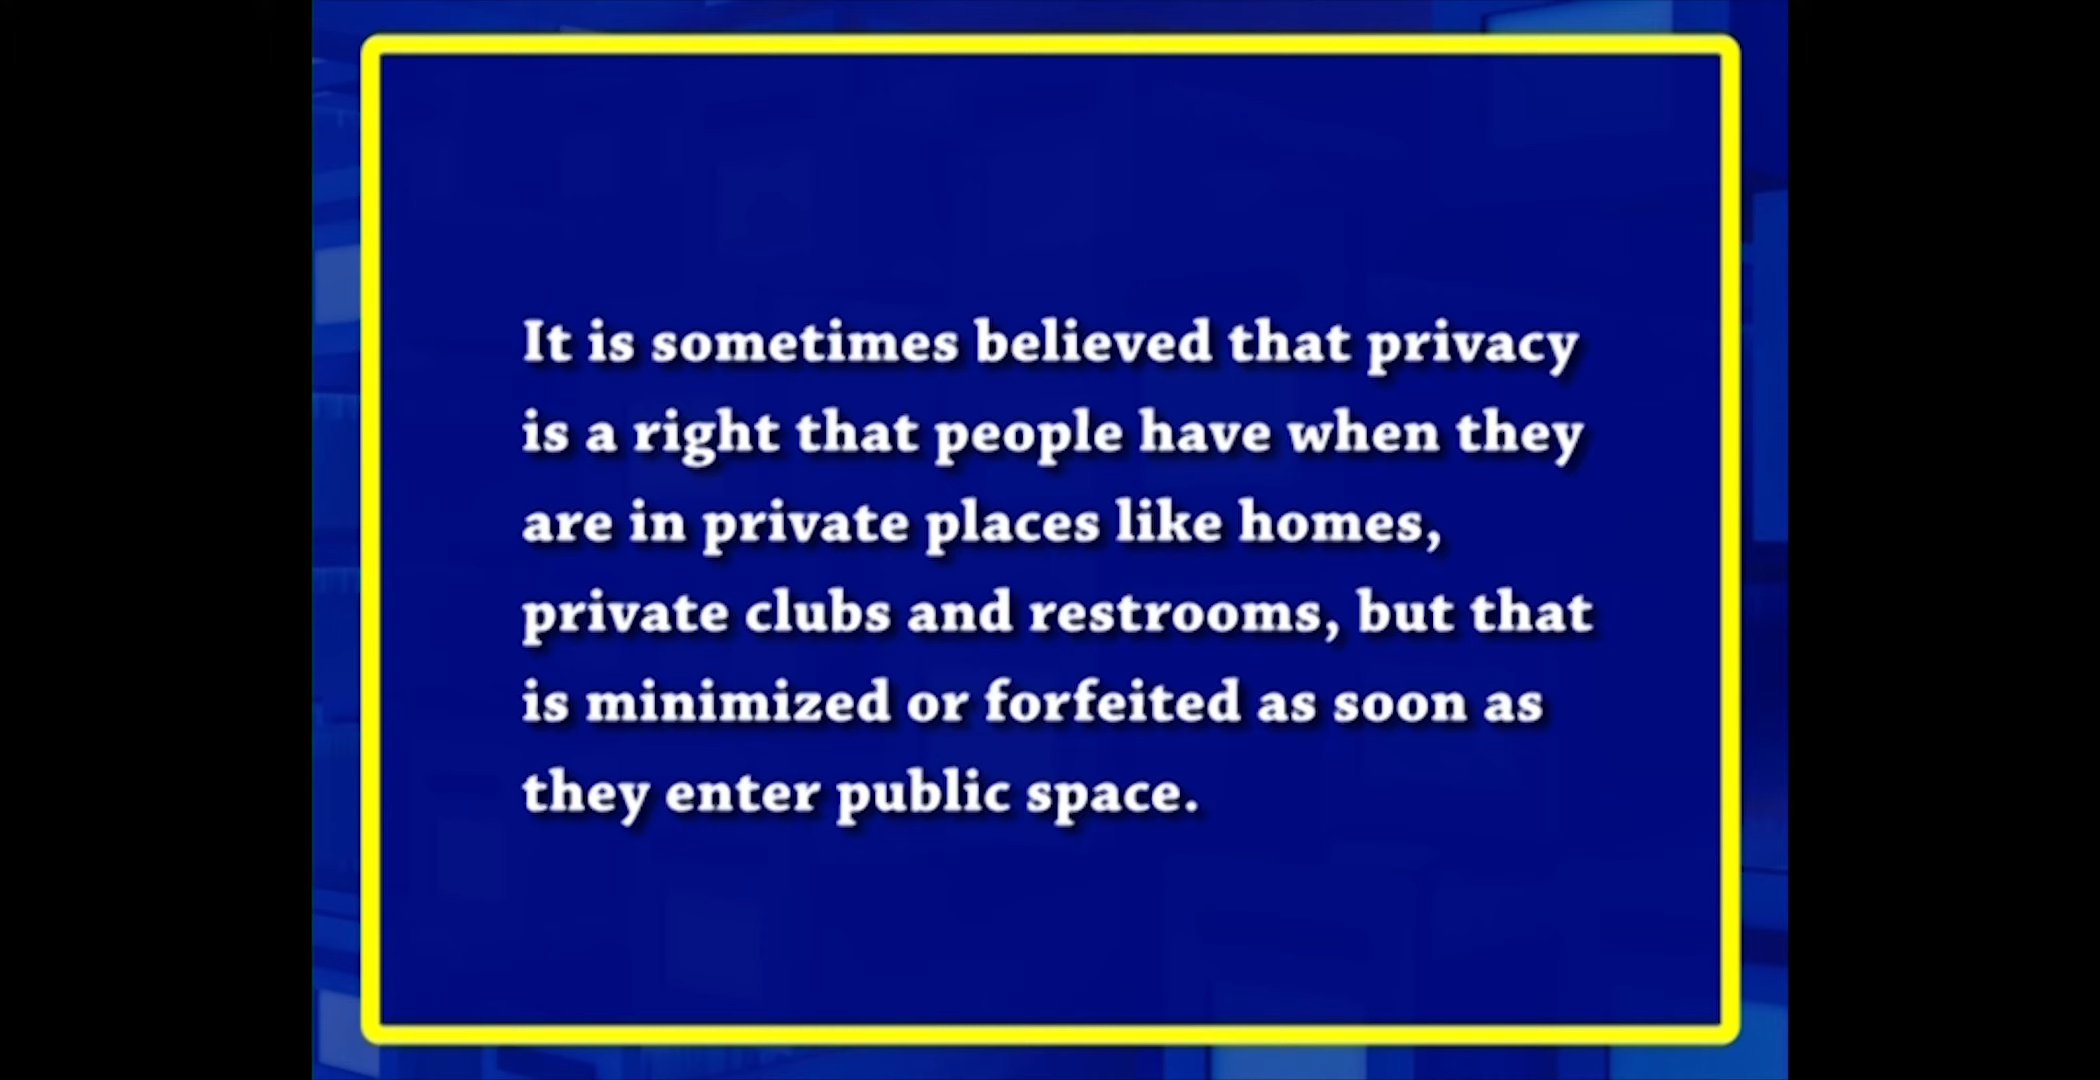 It is sometimes believed that privacy
is a right that people have when they
are in private places like homes,
private clubs and restrooms, but that
is minimized or forfeited as soon as
they enter public space.